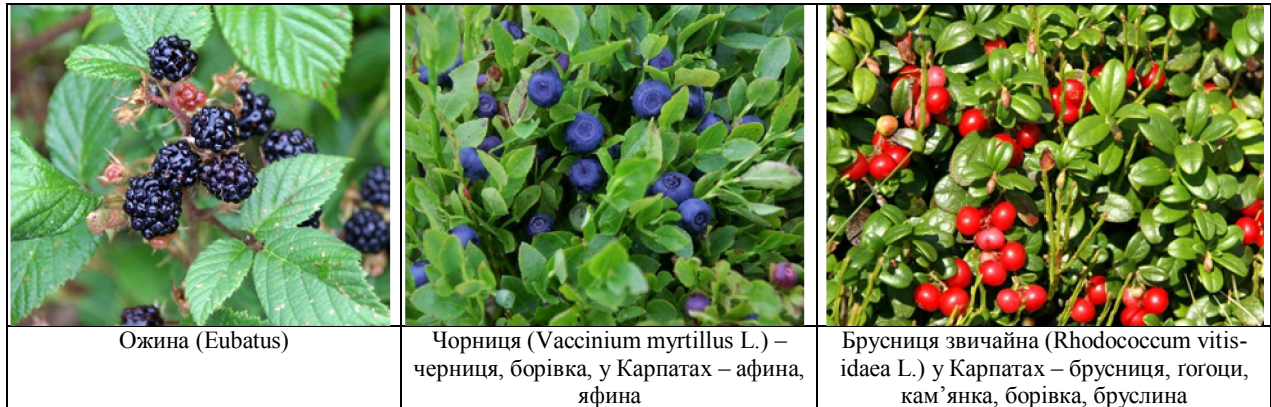 Ожина (Eubatus)
Чорниця (Vaccinium myrtillus L.) –
черниця, борівка, у Карпатах – афина,
яфина
Брусниця звичайна (Rhodococcum vitis-
idaea L.) у Карпатах – брусниця, ґоґоци,
кам’янка, борівка, бруслина